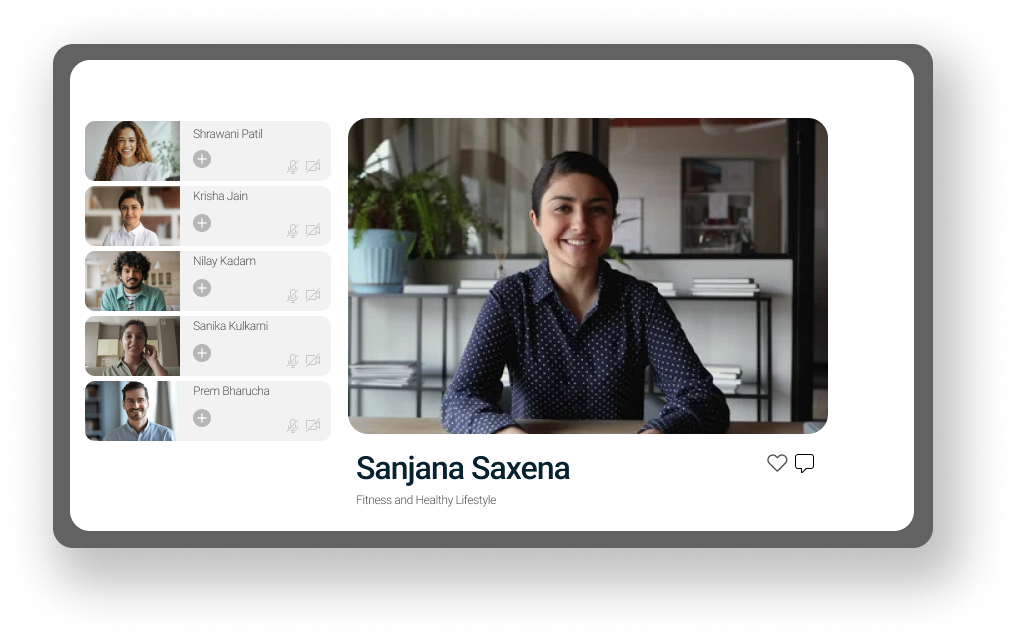 Shrawani Patil
Krisha Jain
Nilay Kadam
Sanika Kulkarni
Prem Bharucha
Sanjana Saxena
Fitness and Healthy Lifestyle